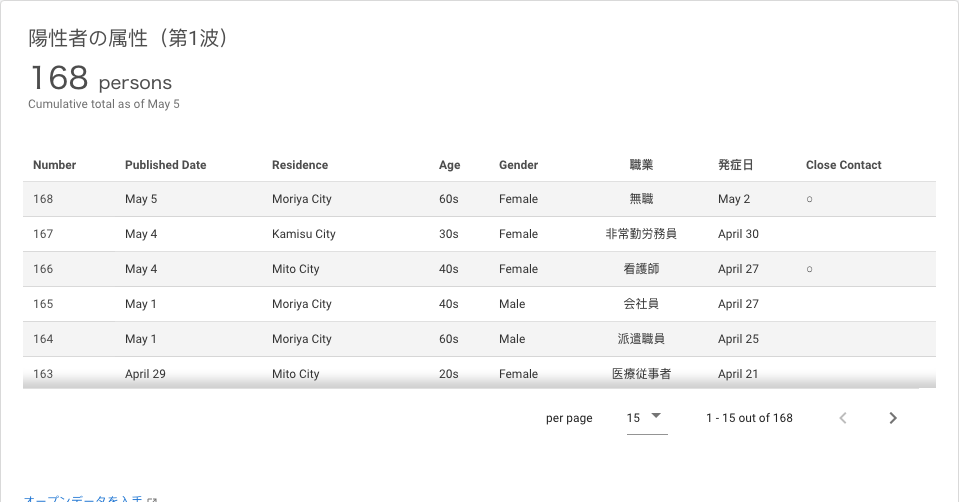 陽性者の属性（第1波）
168 persons
Cumulative total as of May 5
Number Published Date Residence Age Gender 職業 発症日 Close Contact
168 May 5 Moriya City 60s Female 無職 May 2 ○
167 May 4 Kamisu City 30s Female 非常勤労務員 April 30
166 May 4 Mito City 40s Female 看護師 April 27 ○
165 May 1 Moriya City 40s Male 会社員 April 27
164 May 1 Moriya City 60s Male 派遣職員 April 25
163 April 29 Mito City 20s Female 医療従事者 April 21
per page 15 1 - 15 out of 168
オープンデータを入手